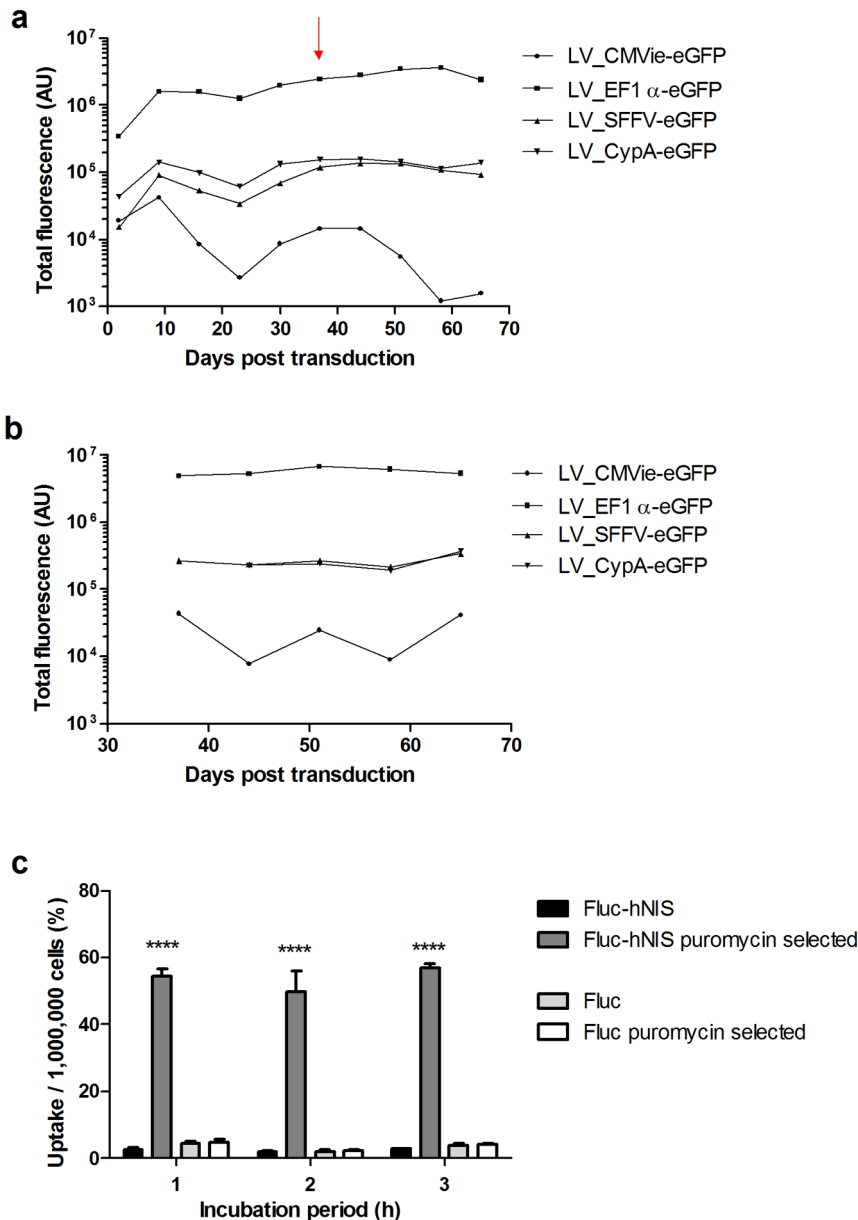 a
Total fluorescence (AU)
10^7
10^6
10^5
10^4
10^3
0 10 20 30 40 50 60 70
Days post transduction
LV_CMVie-eGFP
LV_EF1 α-eGFP
LV_SFFV-eGFP
LV_CypA-eGFP
b
Total fluorescence (AU)
10^7
10^6
10^5
10^4
10^3
30 40 50 60 70
Days post transduction
LV_CMVie-eGFP
LV_EF1 α-eGFP
LV_SFFV-eGFP
LV_CypA-eGFP
c
Uptake / 1,000,000 cells (%)
80
60
40
20
0
**** **** ****
1 2 3
Incubation period (h)
Fluc-hNIS
Fluc-hNIS puromycin selected
Fluc
Fluc puromycin selected